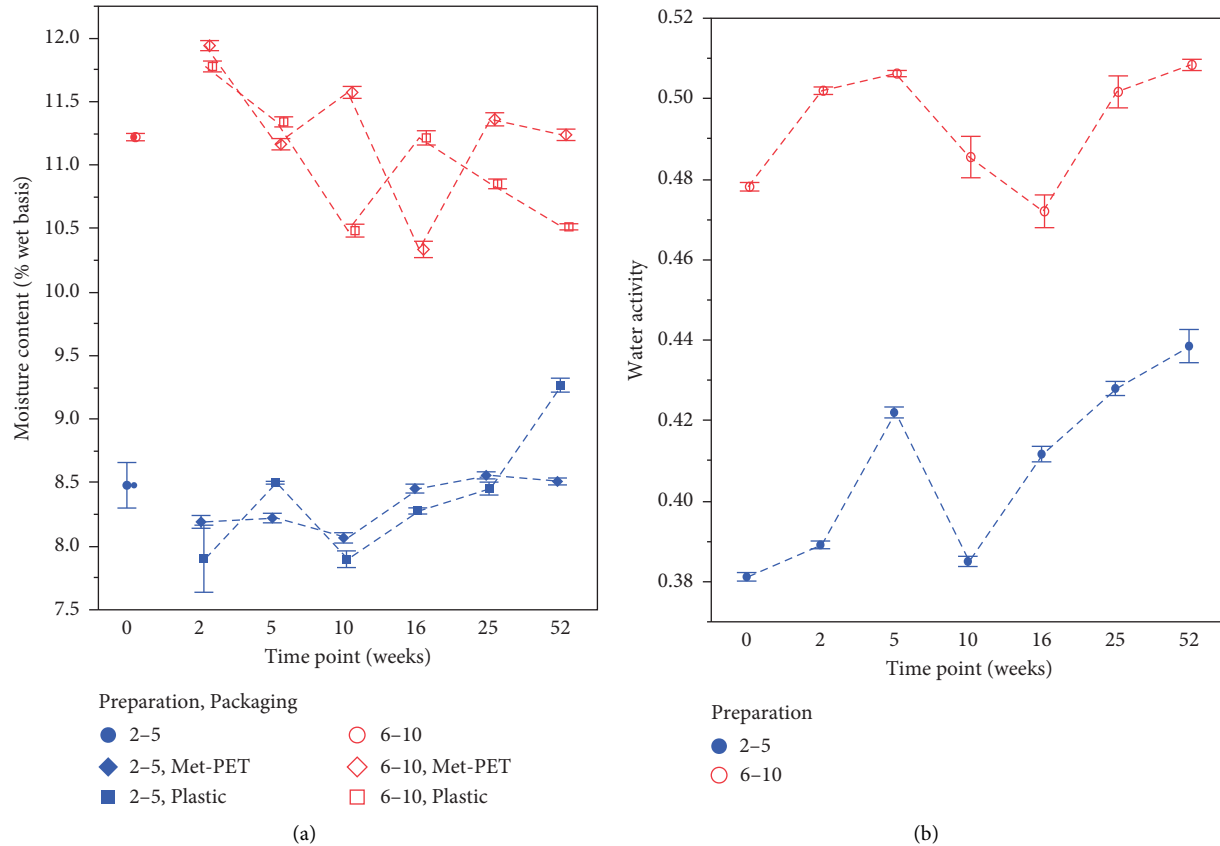 12.0
11.5
11.0
10.5
10.0
9.5
9.0
8.5
8.0
7.5
Moisture content (% wet basis)
0 2 5 10 16 25 52
Time point (weeks)
Preparation, Packaging
2–5
2–5, Met-PET
2–5, Plastic
6–10
6–10, Met-PET
6–10, Plastic
(a)
0.52
0.50
0.48
0.46
0.44
0.42
0.40
0.38
Water activity
0 2 5 10 16 25 52
Time point (weeks)
Preparation
2–5
6–10
(b)